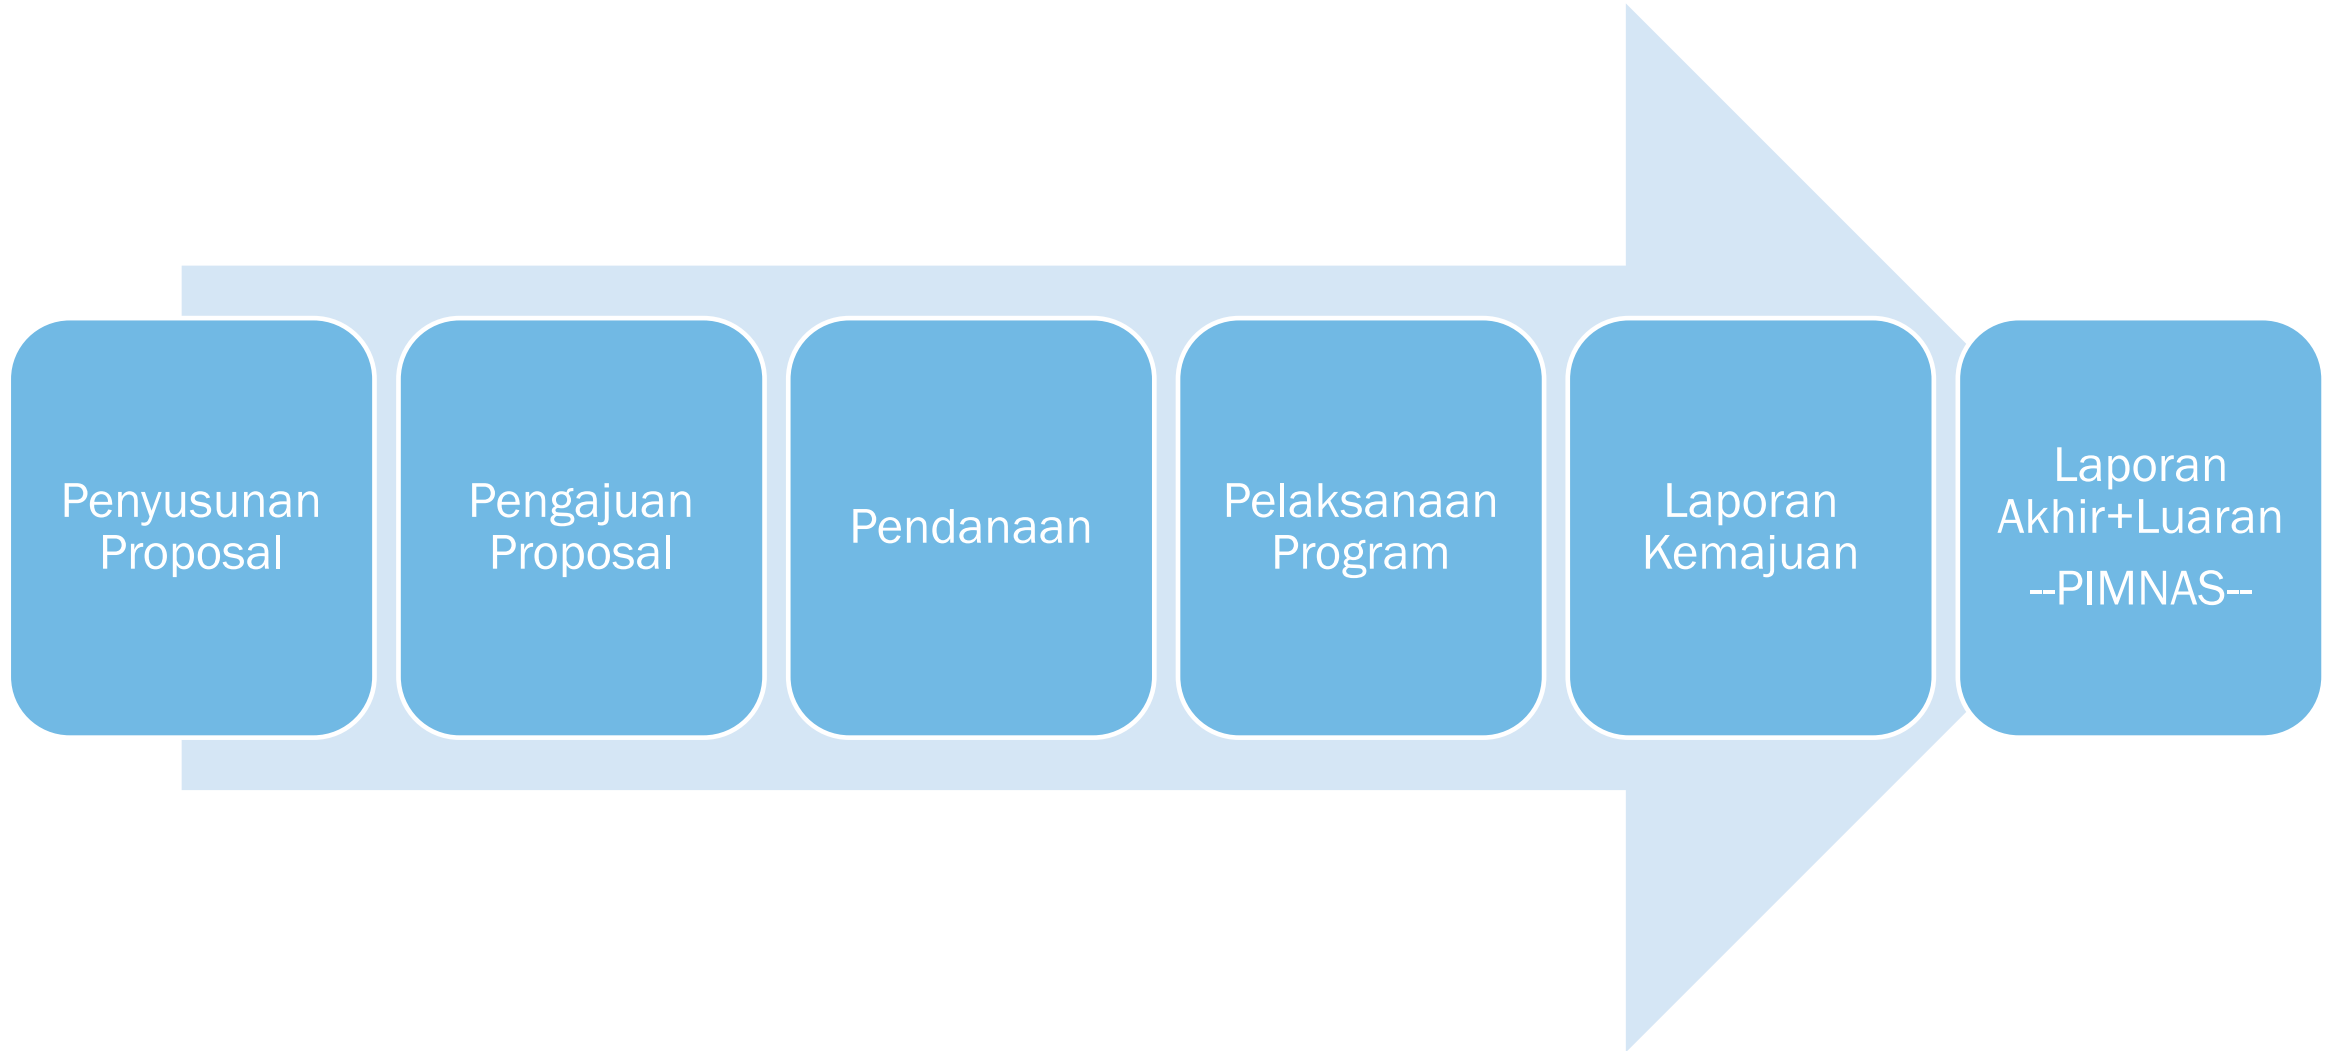 Penyusunan
Proposal
Pengajuan
Proposal
Pendanaan
Pelaksanaan
Program
Laporan
Kemajuan
Laporan
Akhir+Luaran
--PIMNAS--